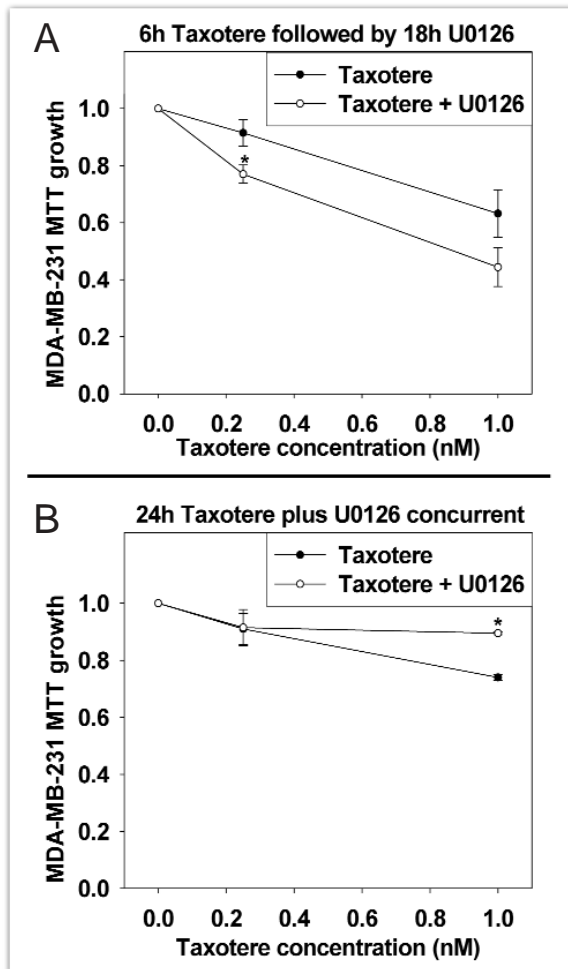 A
6h Taxotere followed by 18h U0126
Taxotere
Taxotere + U0126
1.0
0.8
0.6
0.4
0.2
0.0
*
MDA-MB-231 MTT growth
0.0 0.2 0.4 0.6 0.8 1.0
Taxotere concentration (nM)
B
24h Taxotere plus U0126 concurrent
Taxotere
Taxotere + U0126
1.0
0.8
0.6
0.4
0.2
0.0
*
MDA-MB-231 MTT growth
0.0 0.2 0.4 0.6 0.8 1.0
Taxotere concentration (nM)